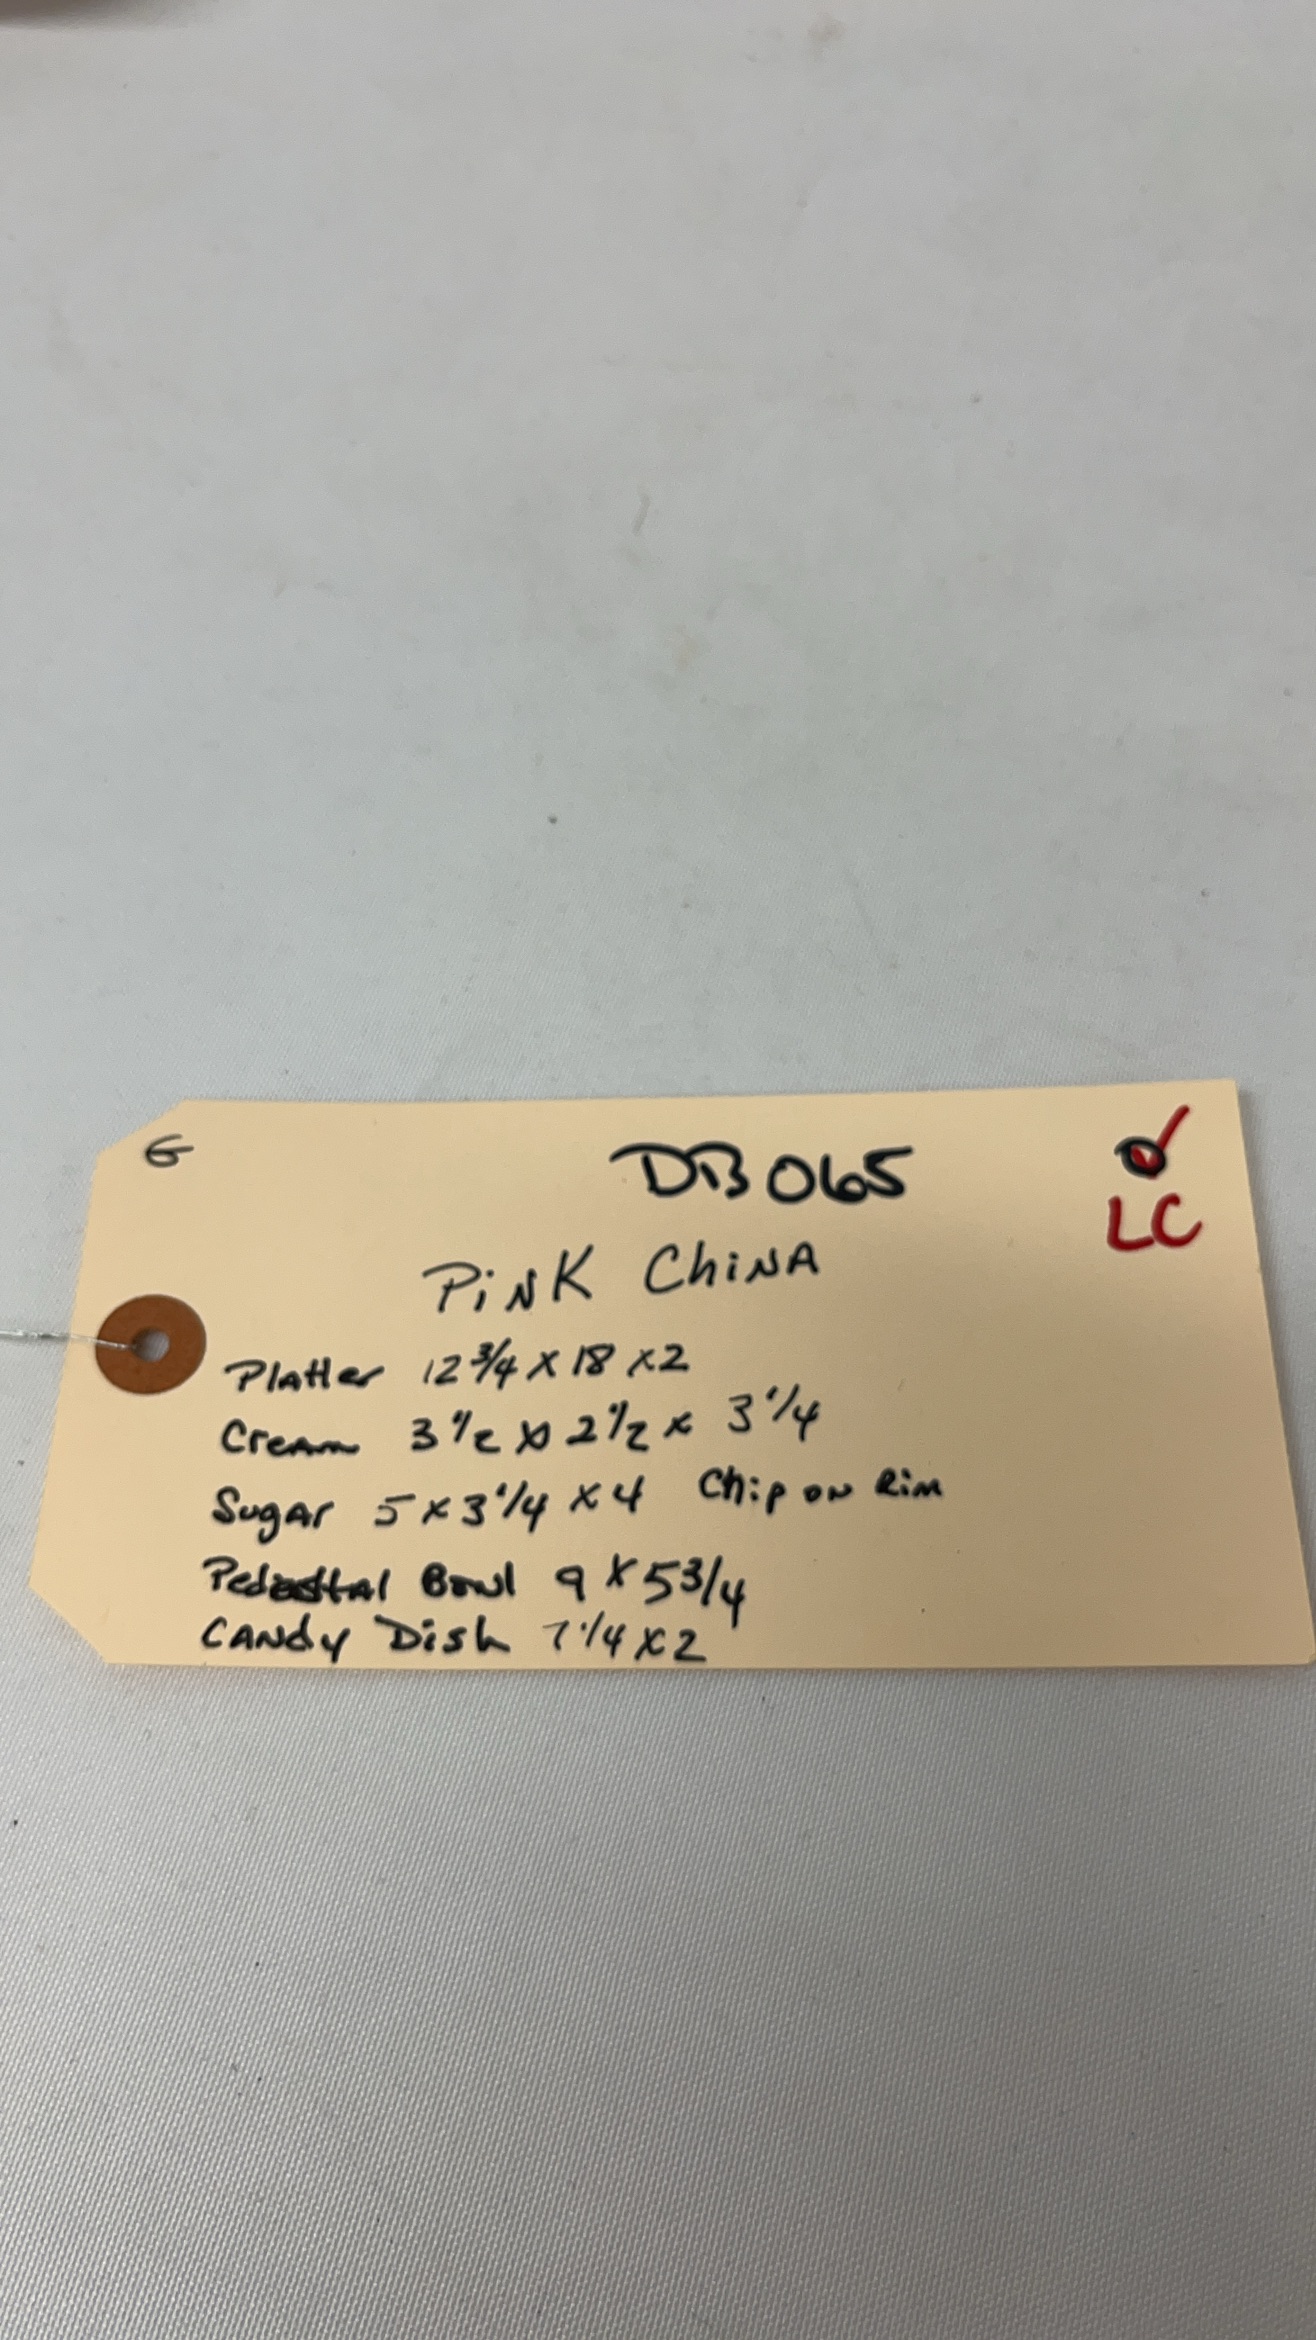 G
DB065
LC
PiNK ChiNA
Platter 12 3/4 x 18 x 2
Cream 3 1/2 x 2 1/2 x 3 1/4
Sugar 5 x 3 1/4 x 4 Chip on Rim
Pedestal Bowl 9 x 5 3/4
CANdy Dish 7 1/4 x 2